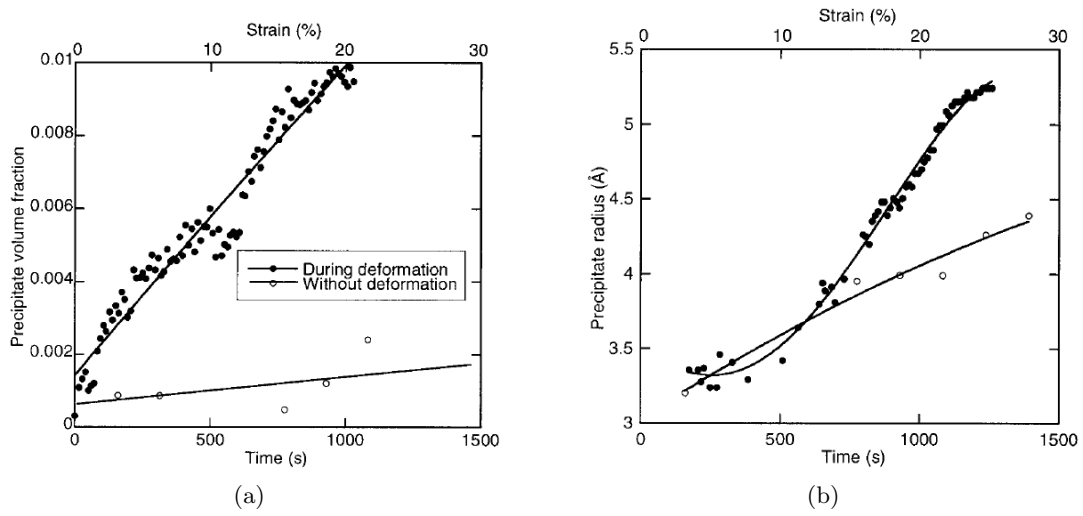 Strain (%)
0 10 20 30
0.01
0.008
0.006
0.004
0.002
0
Precipitate volume fraction
During deformation
Without deformation
0 500 1000 1500
Time (s)
(a)
Strain (%)
0 10 20 30
5.5
5
4.5
4
3.5
3
Precipitate radius (Å)
0 500 1000 1500
Time (s)
(b)